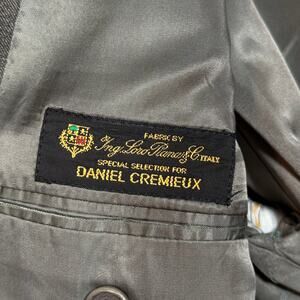 FABRIC BY
Ing. Loro Piana & C. ITALY
SPECIAL SELECTION FOR
DANIEL CREMIEUX